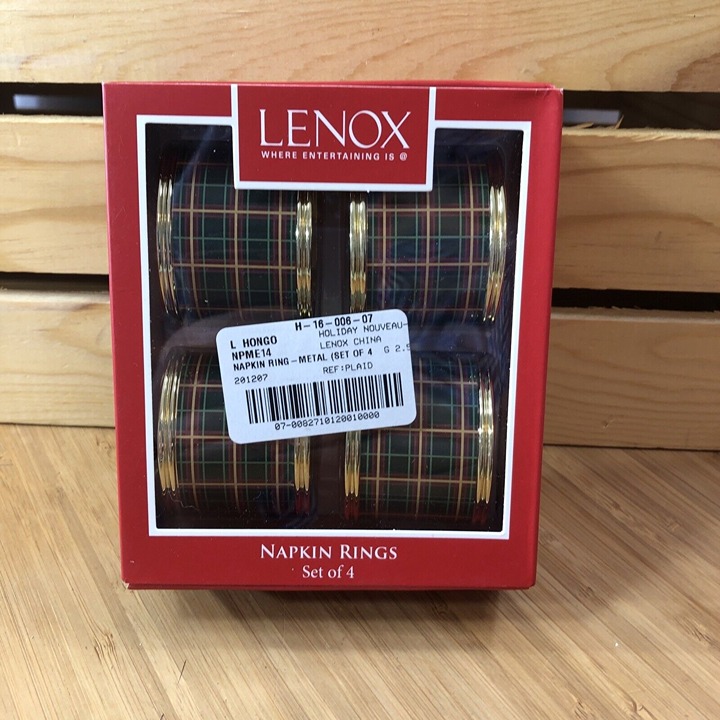 LENOX
WHERE ENTERTAINING IS @
H-16-006-07
L HONGO HOLIDAY NOUVEAU-
NPME14 LENOX CHINA
NAPKIN RING-METAL (SET OF 4 G 2.5
201207 REF:PLAID
07-0082710120010000
NAPKIN RINGS
Set of 4